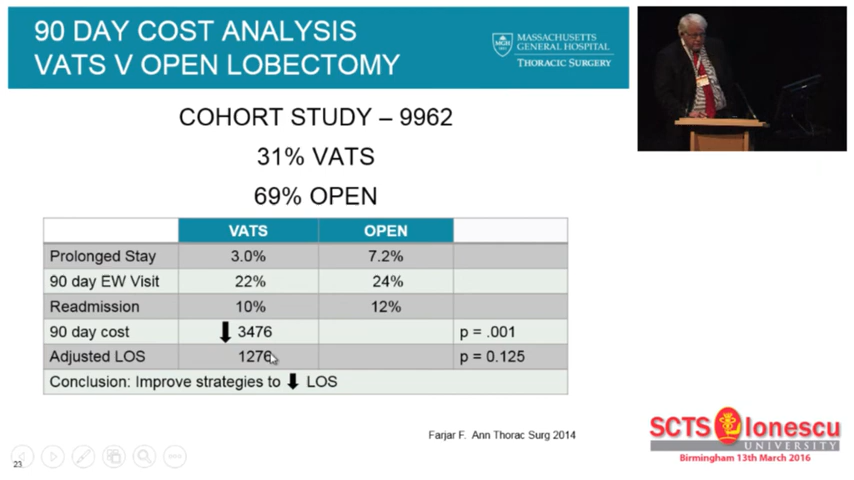 90 DAY COST ANALYSIS
VATS V OPEN LOBECTOMY
MASSACHUSETTS
GENERAL HOSPITAL
THORACIC SURGERY
COHORT STUDY – 9962
31% VATS
69% OPEN
VATS OPEN
Prolonged Stay 3.0% 7.2%
90 day EW Visit 22% 24%
Readmission 10% 12%
90 day cost 3476 p = .001
Adjusted LOS 1276 p = 0.125
Conclusion: Improve strategies to LOS
Farjar F. Ann Thorac Surg 2014
23
SCTS Ionescu
UNIVERSITY
Birmingham 13th March 2016